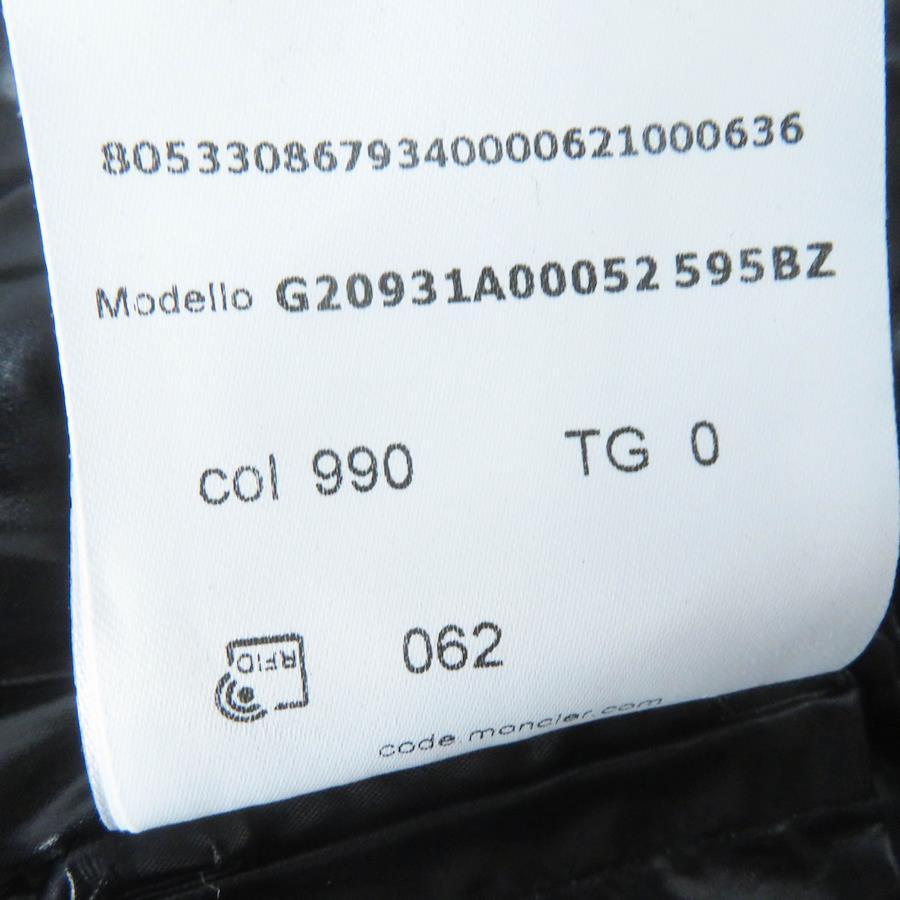 8053308679340000621000636
Modello G20931A00052 595BZ
col 990 TG 0
RFID 062
code.moncler.com